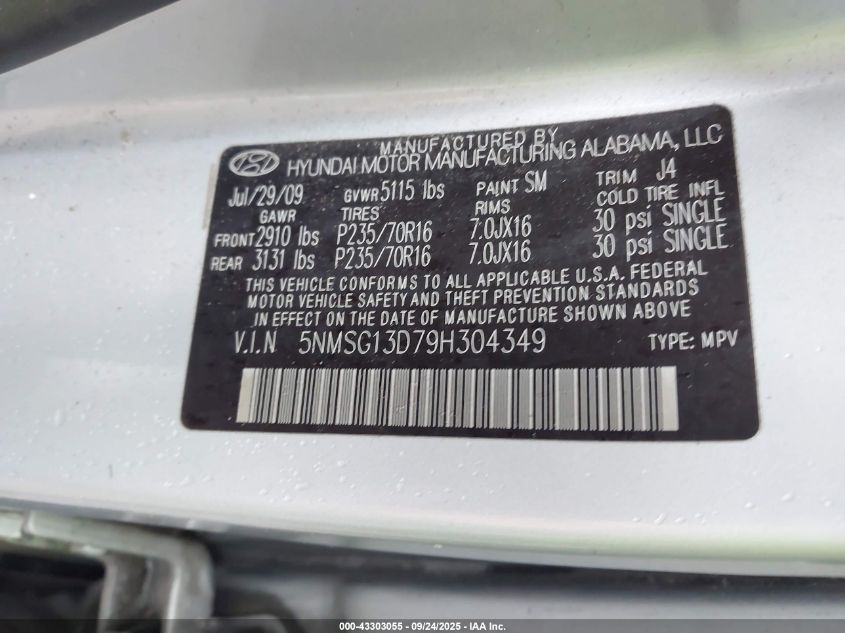 MANUFACTURED BY
HYUNDAI MOTOR MANUFACTURING ALABAMA, LLC
Jul/29/09 GVWR 5115 lbs PAINT SM TRIM J4
GAWR TIRES RIMS COLD TIRE INFL
FRONT 2910 lbs P235/70R16 7.0JX16 30 psi SINGLE
REAR 3131 lbs P235/70R16 7.0JX16 30 psi SINGLE
THIS VEHICLE CONFORMS TO ALL APPLICABLE U.S.A. FEDERAL
MOTOR VEHICLE SAFETY AND THEFT PREVENTION STANDARDS
IN EFFECT ON THE DATE OF MANUFACTURE SHOWN ABOVE
V.I.N 5NMSG13D79H304349 TYPE: MPV
000-43303055 - 09/24/2025 - IAA Inc.